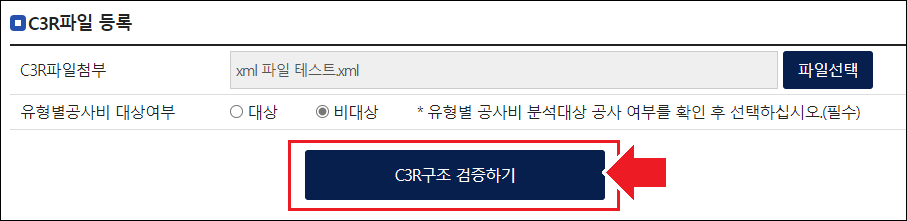 C3R파일 등록
C3R파일첨부 xml 파일 테스트.xml 파일선택
유형별공사비 대상여부 대상 비대상 * 유형별 공사비 분석대상 공사 여부를 확인 후 선택하십시오.(필수)
C3R구조 검증하기